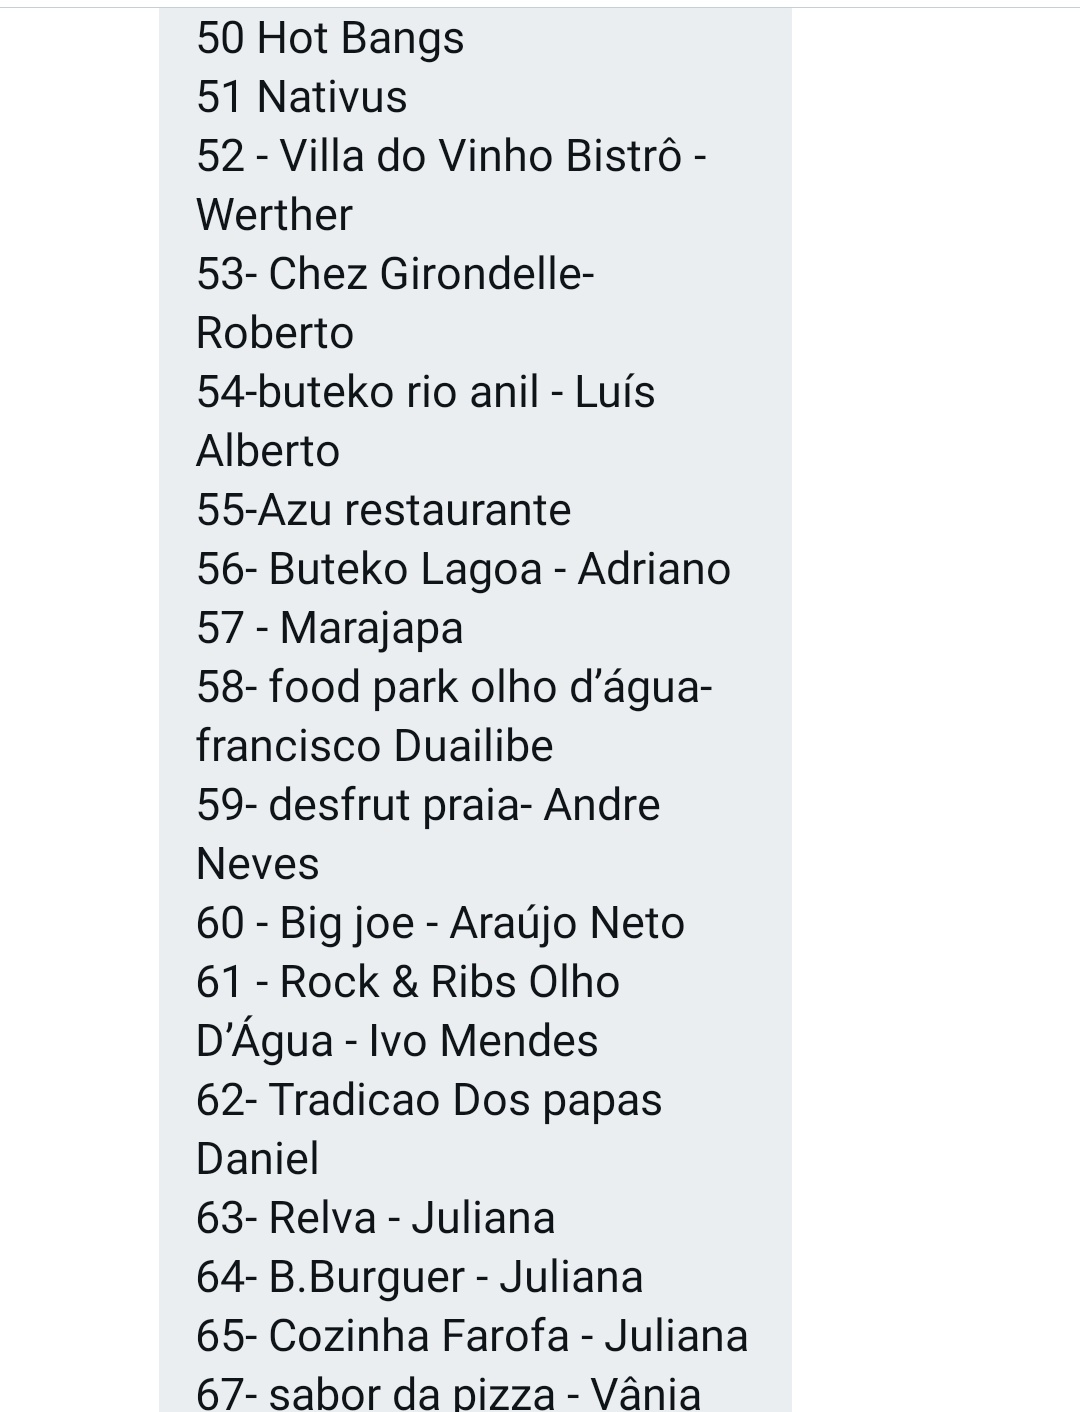 50 Hot Bangs
51 Nativus
52 - Villa do Vinho Bistrô -
Werther
53- Chez Girondelle-
Roberto
54-buteko rio anil - Luís
Alberto
55-Azu restaurante
56- Buteko Lagoa - Adriano
57 - Marajapa
58- food park olho d’água-
francisco Duailibe
59- desfrut praia- Andre
Neves
60 - Big joe - Araújo Neto
61 - Rock & Ribs Olho
D’Água - Ivo Mendes
62- Tradicao Dos papas
Daniel
63- Relva - Juliana
64- B.Burguer - Juliana
65- Cozinha Farofa - Juliana
67- sabor da pizza - Vânia